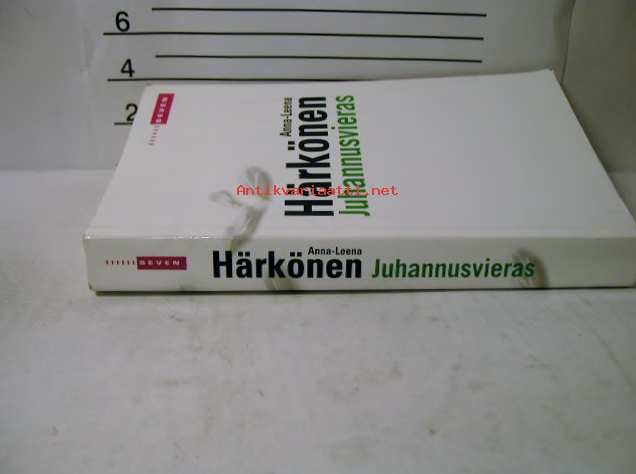 6
4
2
SEVEN
Anna-Leena
Härkönen
Juhannusvieras
Antikvariaatti.net
SEVEN
Anna-Leena
Härkönen Juhannusvieras